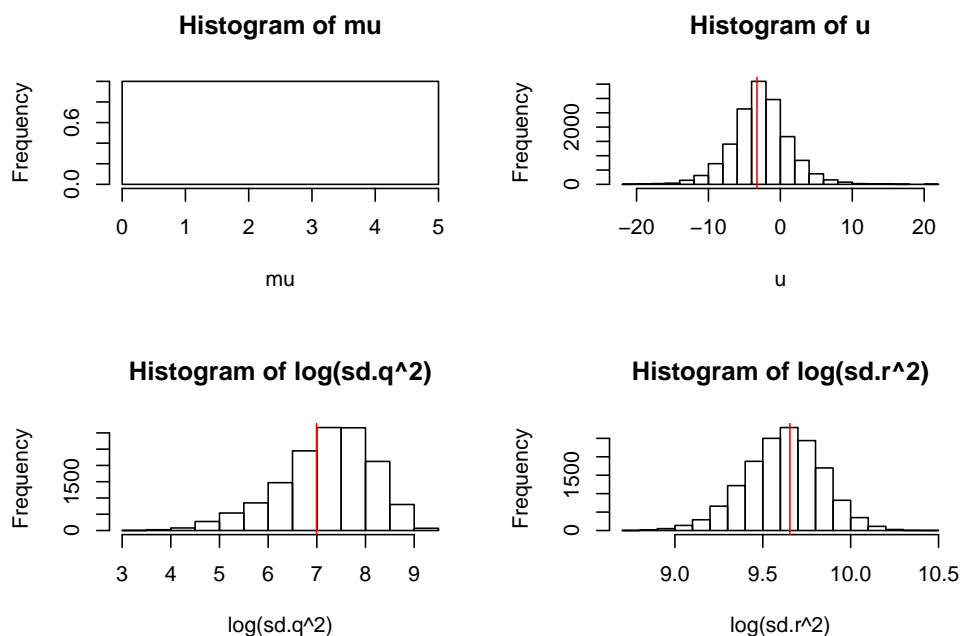 Histogram of mu
Frequency
0.0 0.6
0 1 2 3 4 5
mu
Histogram of u
Frequency
0 2000
−20 −10 0 10 20
u
Histogram of log(sd.q^2)
Frequency
0 1500
3 4 5 6 7 8 9
log(sd.q^2)
Histogram of log(sd.r^2)
Frequency
0 1500
9.0 9.5 10.0 10.5
log(sd.r^2)